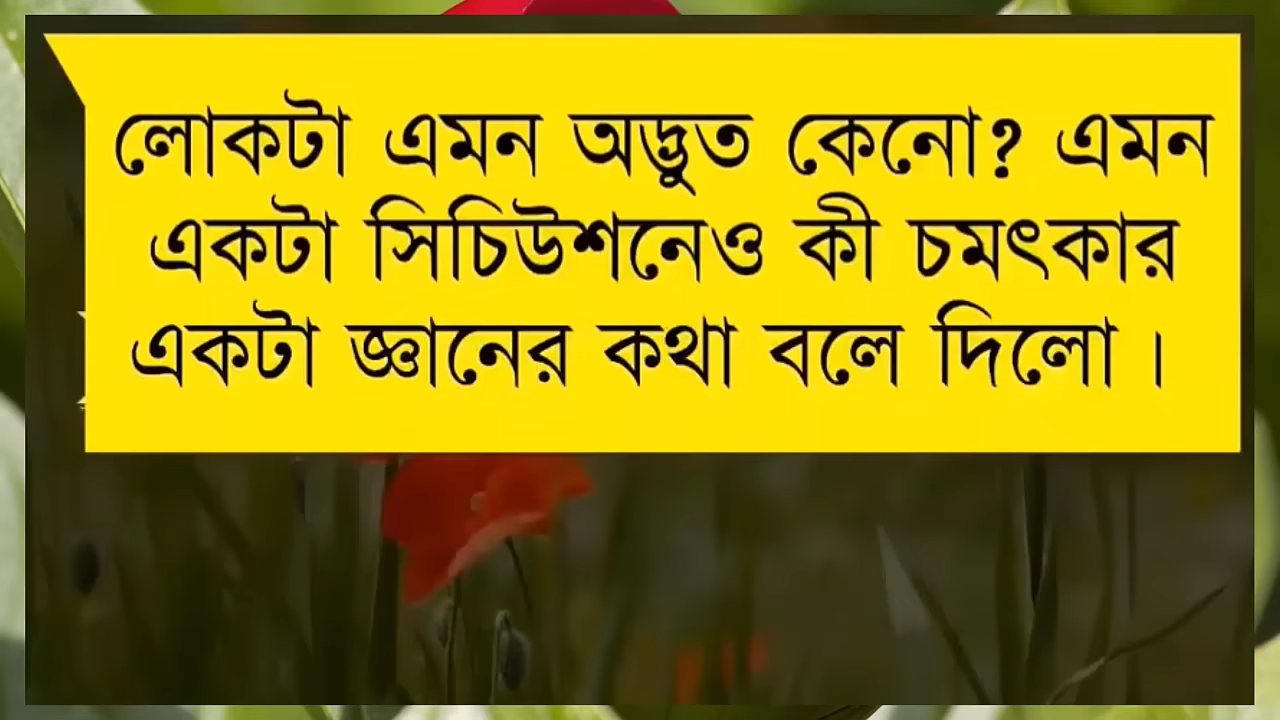 লোকটা এমন অদ্ভুত কেনো? এমন
একটা সিচিউশনেও কী চমৎকার
একটা জ্ঞানের কথা বলে দিলো।